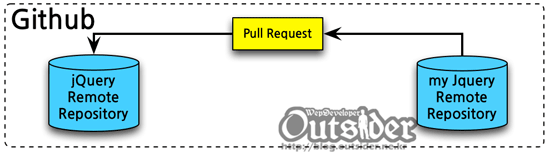 Github
Pull Request
jQuery
Remote
Repository
my Jquery
Remote
Repository
WebDeveloper
Outsider
http://blog.outsider.ne.kr